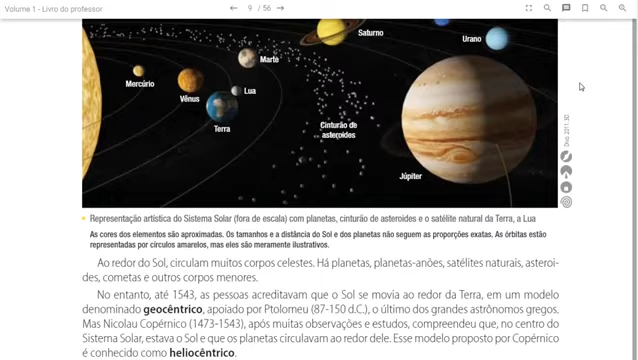 Volume 1 - Livro do professor
9 / 56
Saturno
Urano
Marte
Mercúrio
Lua
Vênus
Terra
Cinturão de
asteroides
Júpiter
Representação artística do Sistema Solar (fora de escala) com planetas, cinturão de asteroides e o satélite natural da Terra, a Lua
As cores dos elementos são aproximadas. Os tamanhos e a distância do Sol e dos planetas não seguem as proporções exatas. As órbitas estão
representadas por círculos amarelos, mas eles são meramente ilustrativos.
Ao redor do Sol, circulam muitos corpos celestes. Há planetas, planetas-anões, satélites naturais, asteroi-
des, cometas e outros corpos menores.
No entanto, até 1543, as pessoas acreditavam que o Sol se movia ao redor da Terra, em um modelo
denominado geocêntrico, apoiado por Ptolomeu (87-150 d.C.), o último dos grandes astrônomos gregos.
Mas Nicolau Copérnico (1473-1543), após muitas observações e estudos, compreendeu que, no centro do
Sistema Solar, estava o Sol e que os planetas circulavam ao redor dele. Esse modelo proposto por Copérnico
é conhecido como heliocêntrico.